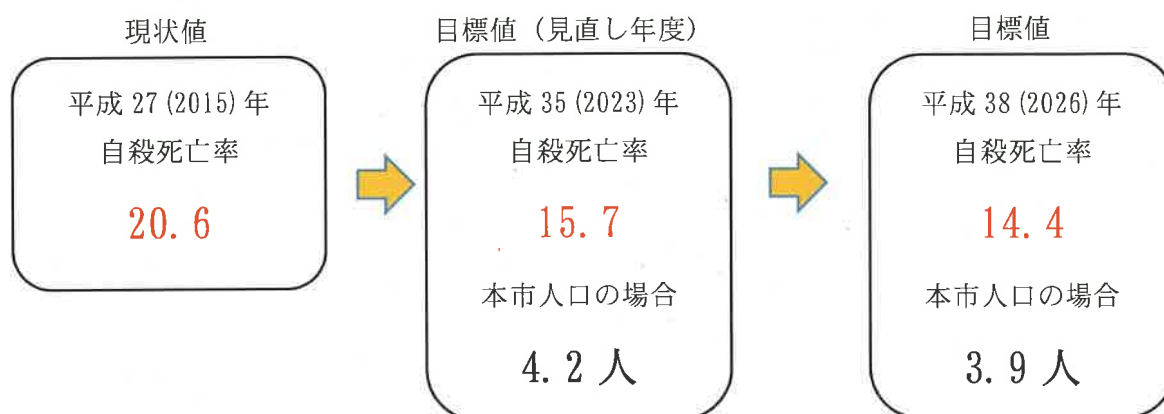 現状値
平成 27 (2015) 年
自殺死亡率
20. 6
目標値（見直し年度）
平成 35 (2023) 年
自殺死亡率
15. 7
本市人口の場合
4. 2 人
目標値
平成 38 (2026) 年
自殺死亡率
14. 4
本市人口の場合
3. 9 人